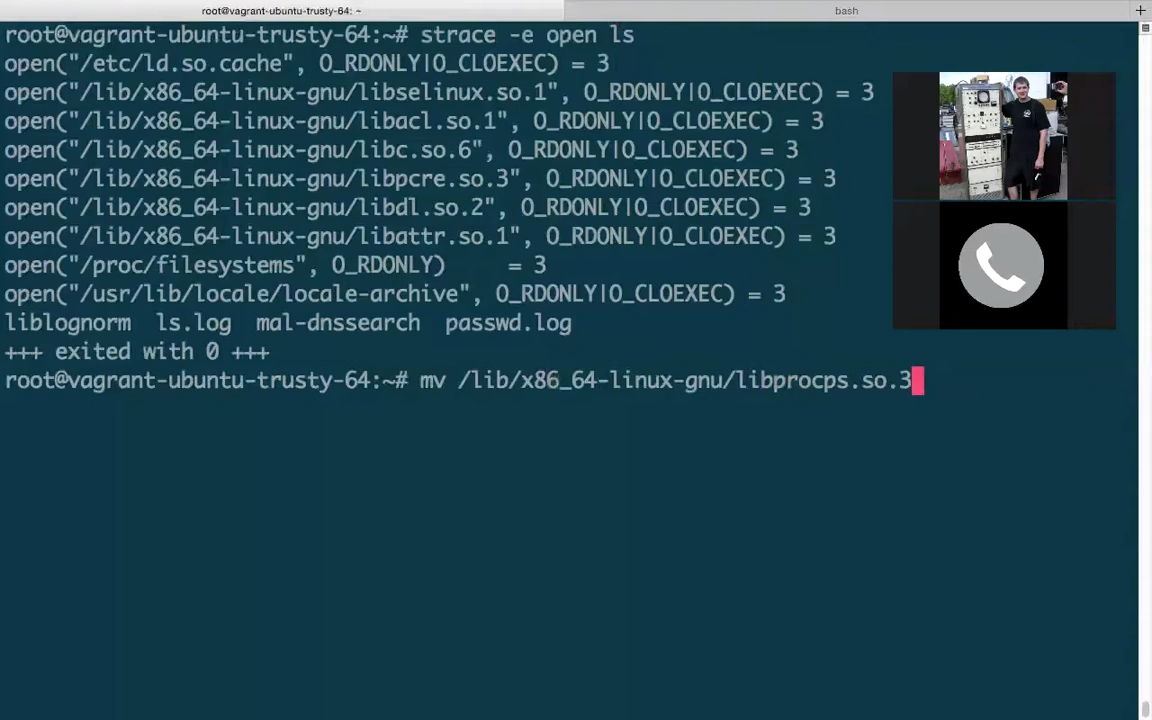 root@vagrant-ubuntu-trusty-64: ~
bash
root@vagrant-ubuntu-trusty-64:~# strace -e open ls
open("/etc/ld.so.cache", O_RDONLY|O_CLOEXEC) = 3
open("/lib/x86_64-linux-gnu/libselinux.so.1", O_RDONLY|O_CLOEXEC) = 3
open("/lib/x86_64-linux-gnu/libacl.so.1", O_RDONLY|O_CLOEXEC) = 3
open("/lib/x86_64-linux-gnu/libc.so.6", O_RDONLY|O_CLOEXEC) = 3
open("/lib/x86_64-linux-gnu/libpcre.so.3", O_RDONLY|O_CLOEXEC) = 3
open("/lib/x86_64-linux-gnu/libdl.so.2", O_RDONLY|O_CLOEXEC) = 3
open("/lib/x86_64-linux-gnu/libattr.so.1", O_RDONLY|O_CLOEXEC) = 3
open("/proc/filesystems", O_RDONLY)     = 3
open("/usr/lib/locale/locale-archive", O_RDONLY|O_CLOEXEC) = 3
liblognorm  ls.log  mal-dnssearch  passwd.log
+++ exited with 0 +++
root@vagrant-ubuntu-trusty-64:~# mv /lib/x86_64-linux-gnu/libprocps.so.3